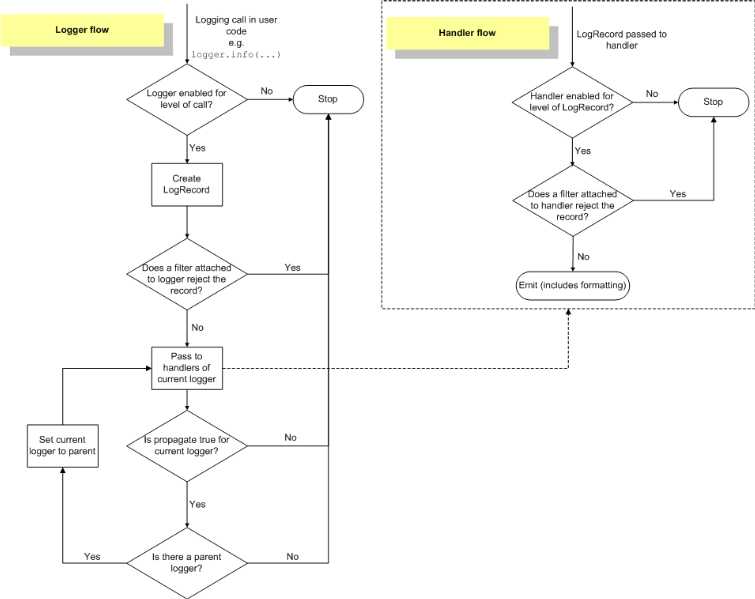 Logger flow
Logging call in user
code
e.g.
logger.info(...)
Logger enabled for
level of call?
No
Stop
Yes
Create
LogRecord
Does a filter attached
to logger reject the
record?
Yes
No
Pass to
handlers of
current logger
Is propagate true for
current logger?
No
Set current
logger to parent
Yes
Is there a parent
logger?
Yes
No
Handler flow
LogRecord passed to
handler
Handler enabled for
level of LogRecord?
No
Stop
Yes
Does a filter attached
to handler reject the
record?
Yes
No
Emit (includes formatting)